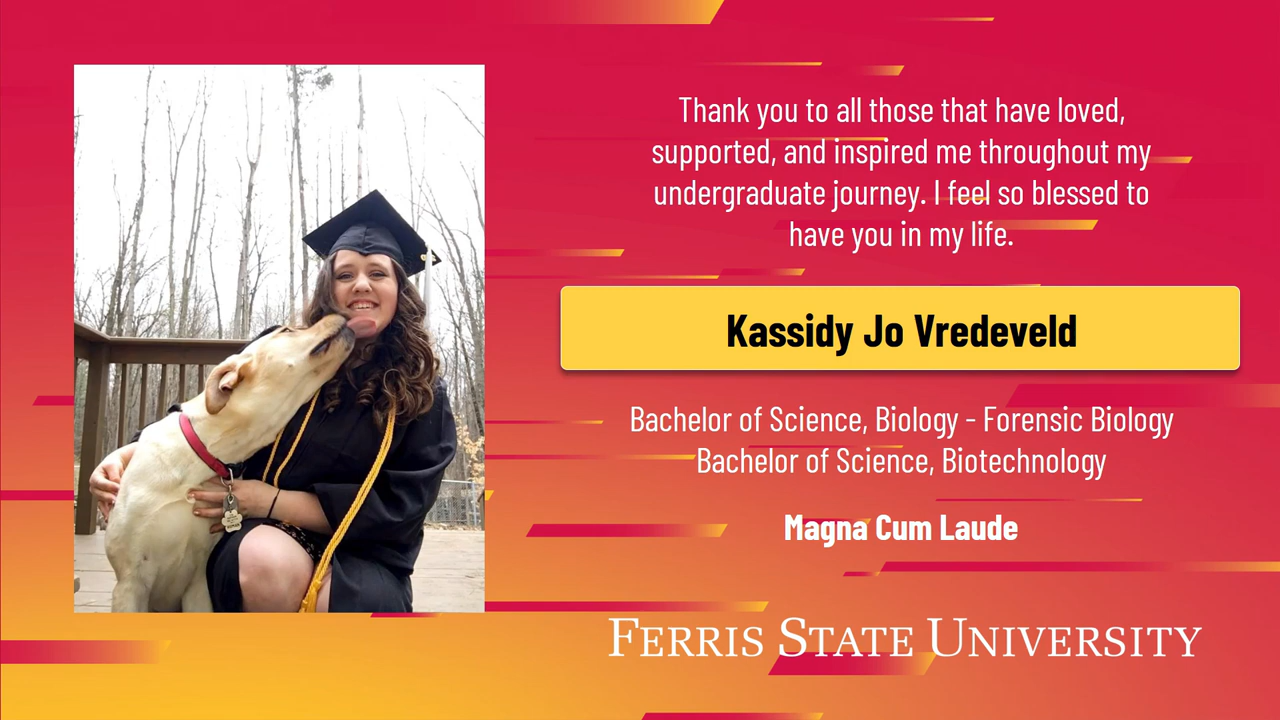 Thank you to all those that have loved,
supported, and inspired me throughout my
undergraduate journey. I feel so blessed to
have you in my life.
Kassidy Jo Vredeveld
Bachelor of Science, Biology - Forensic Biology
Bachelor of Science, Biotechnology
Magna Cum Laude
FERRIS STATE UNIVERSITY